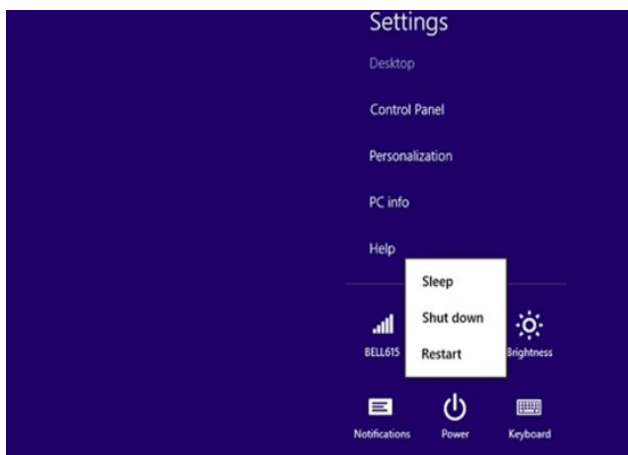 Settings
Desktop
Control Panel
Personalization
PC info
Help
Sleep
Shut down
Restart
BELL615
Brightness
Notifications
Power
Keyboard